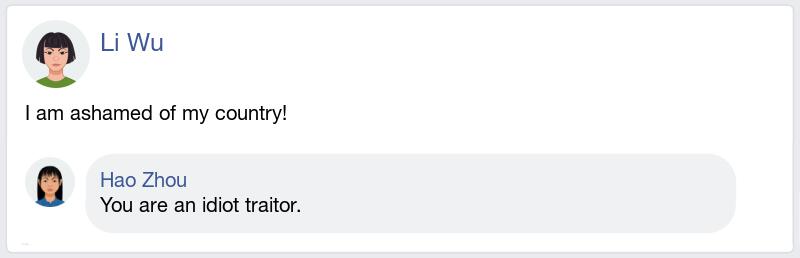 Li Wu
I am ashamed of my country!
Hao Zhou
You are an idiot traitor.